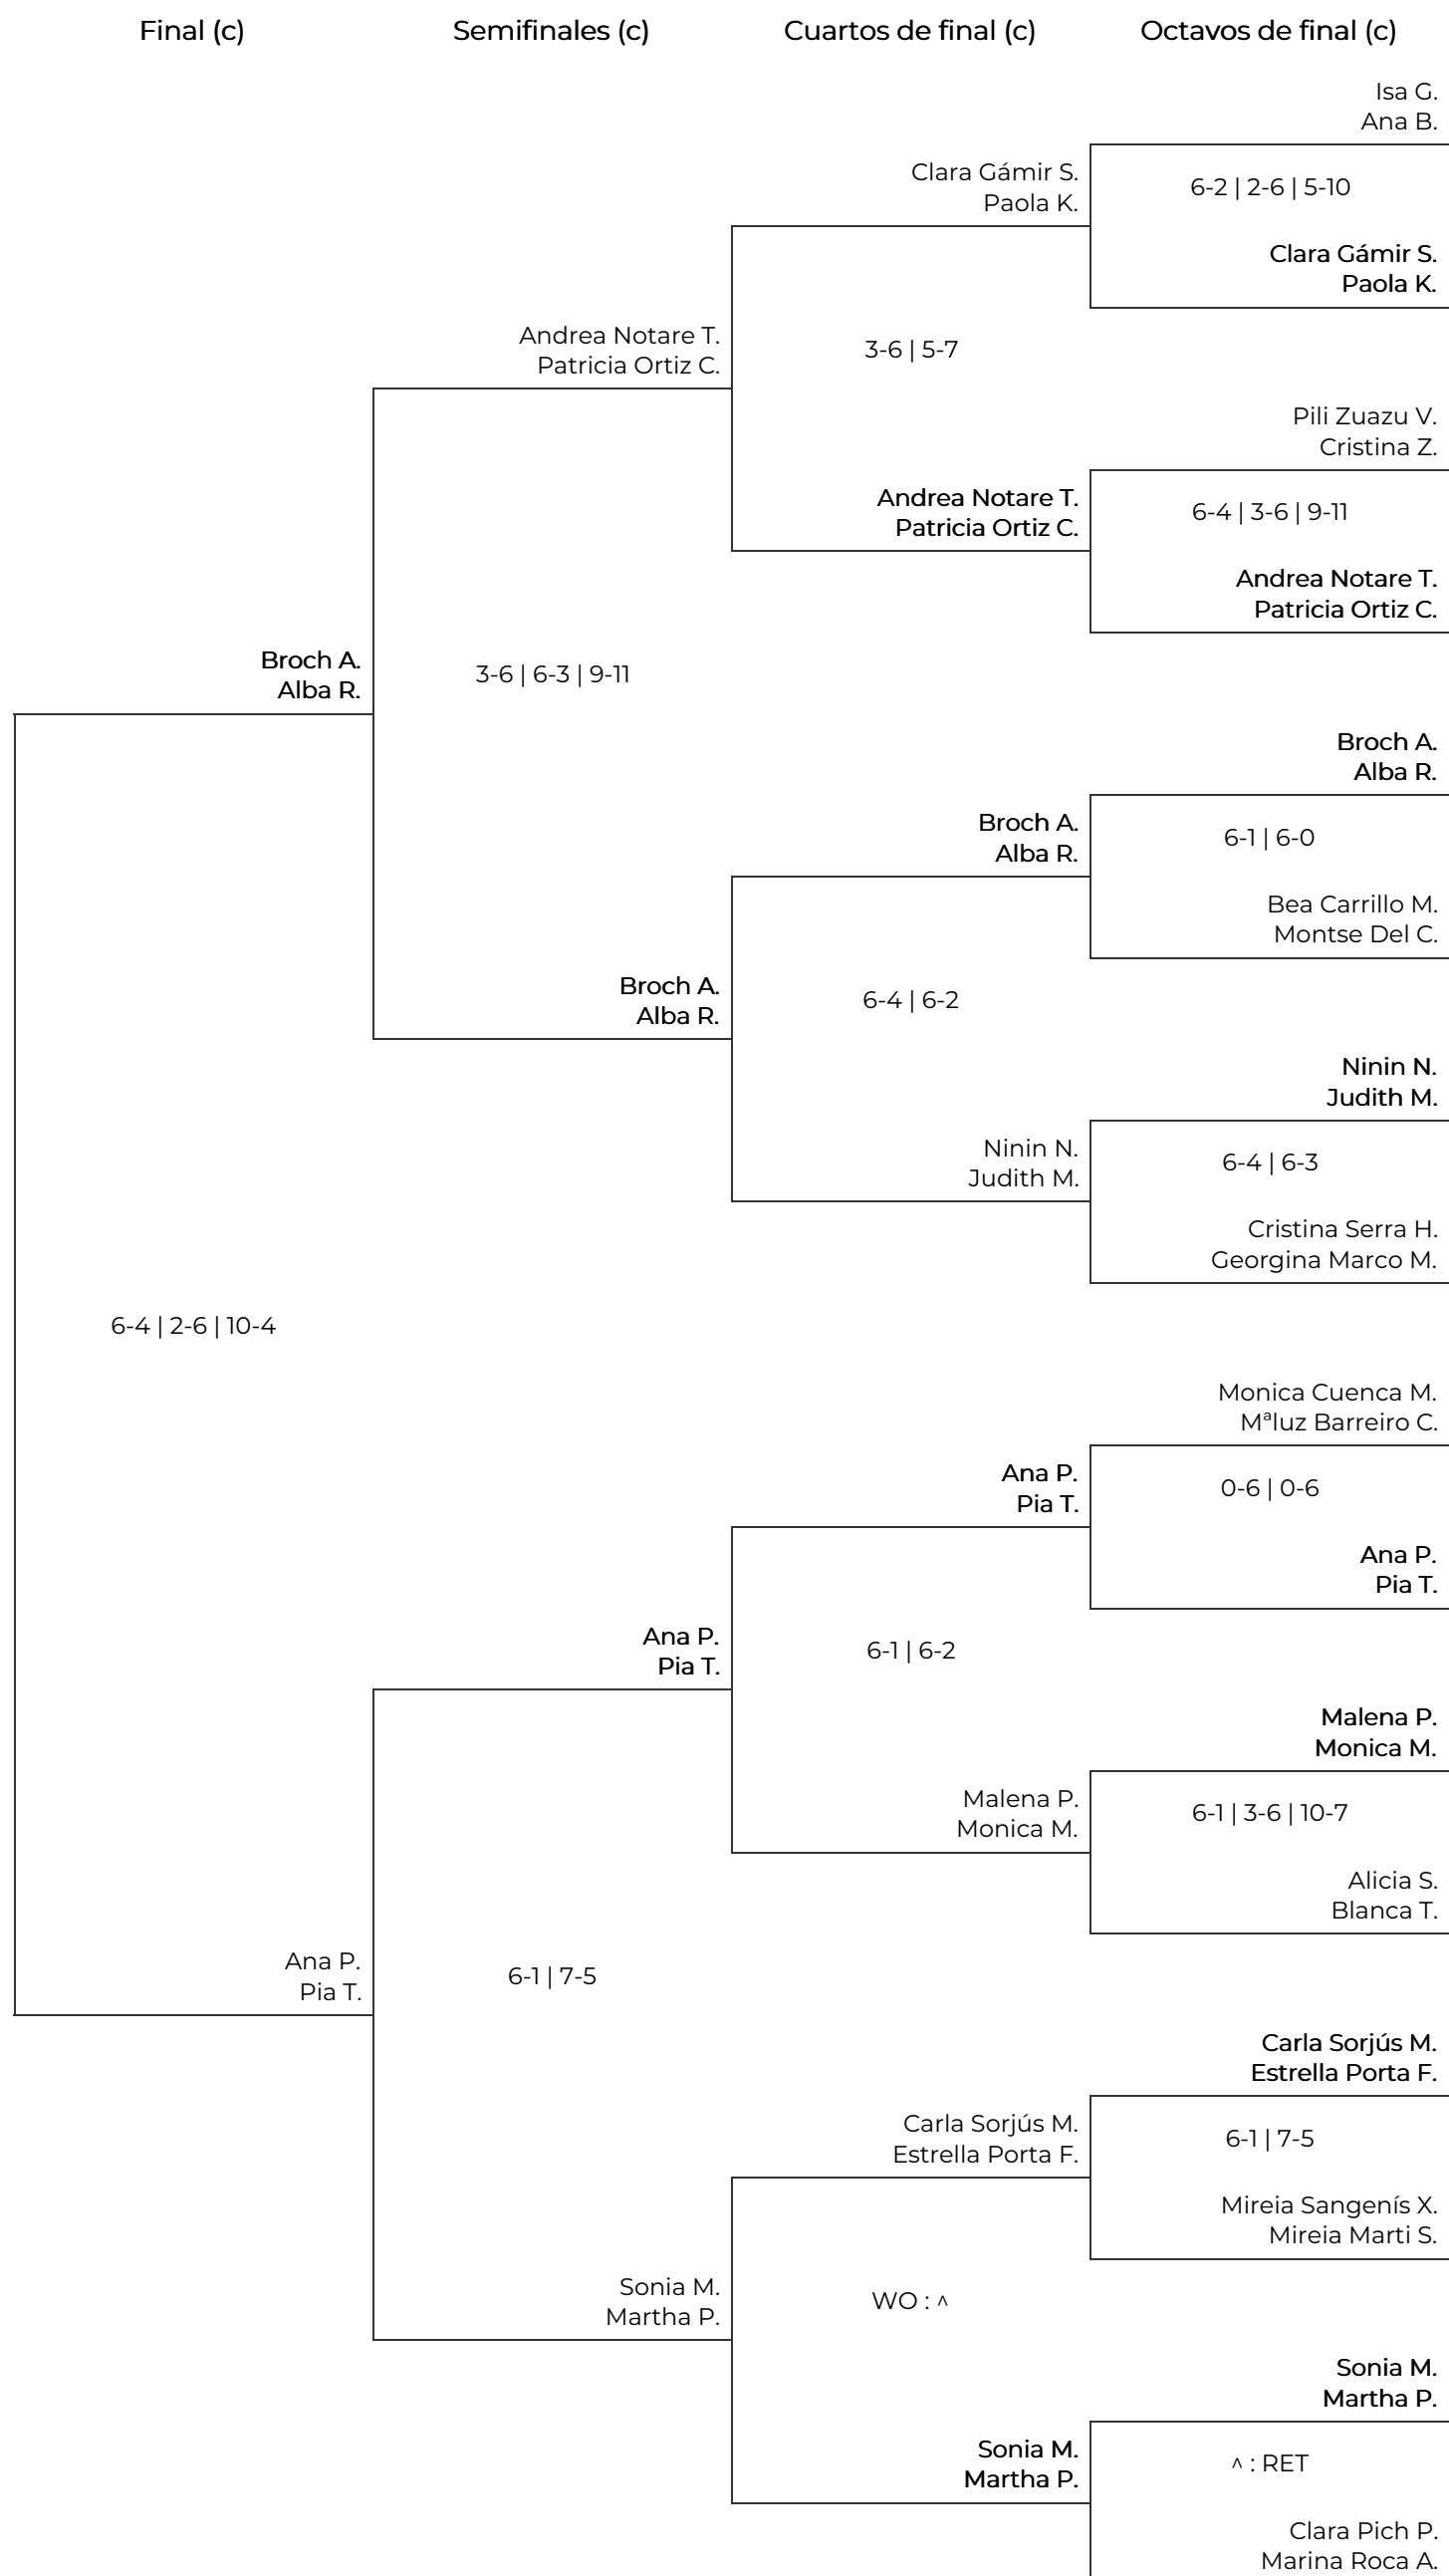 Final (c)
Semifinales (c)
Cuartos de final (c)
Octavos de final (c)
Isa G.
Ana B.
Clara Gámir S.
Paola K.
6-2 | 2-6 | 5-10
Clara Gámir S.
Paola K.
Andrea Notare T.
Patricia Ortiz C.
3-6 | 5-7
Pili Zuazu V.
Cristina Z.
Andrea Notare T.
Patricia Ortiz C.
6-4 | 3-6 | 9-11
Andrea Notare T.
Patricia Ortiz C.
Broch A.
Alba R.
3-6 | 6-3 | 9-11
Broch A.
Alba R.
Broch A.
Alba R.
6-1 | 6-0
Bea Carrillo M.
Montse Del C.
Broch A.
Alba R.
6-4 | 6-2
Ninin N.
Judith M.
Ninin N.
Judith M.
6-4 | 6-3
Cristina Serra H.
Georgina Marco M.
6-4 | 2-6 | 10-4
Monica Cuenca M.
Mªluz Barreiro C.
Ana P.
Pia T.
0-6 | 0-6
Ana P.
Pia T.
Ana P.
Pia T.
6-1 | 6-2
Malena P.
Monica M.
Malena P.
Monica M.
6-1 | 3-6 | 10-7
Alicia S.
Blanca T.
Ana P.
Pia T.
6-1 | 7-5
Carla Sorjús M.
Estrella Porta F.
Carla Sorjús M.
Estrella Porta F.
6-1 | 7-5
Mireia Sangenís X.
Mireia Marti S.
Sonia M.
Martha P.
WO : ^
Sonia M.
Martha P.
Sonia M.
Martha P.
^ : RET
Clara Pich P.
Marina Roca A.